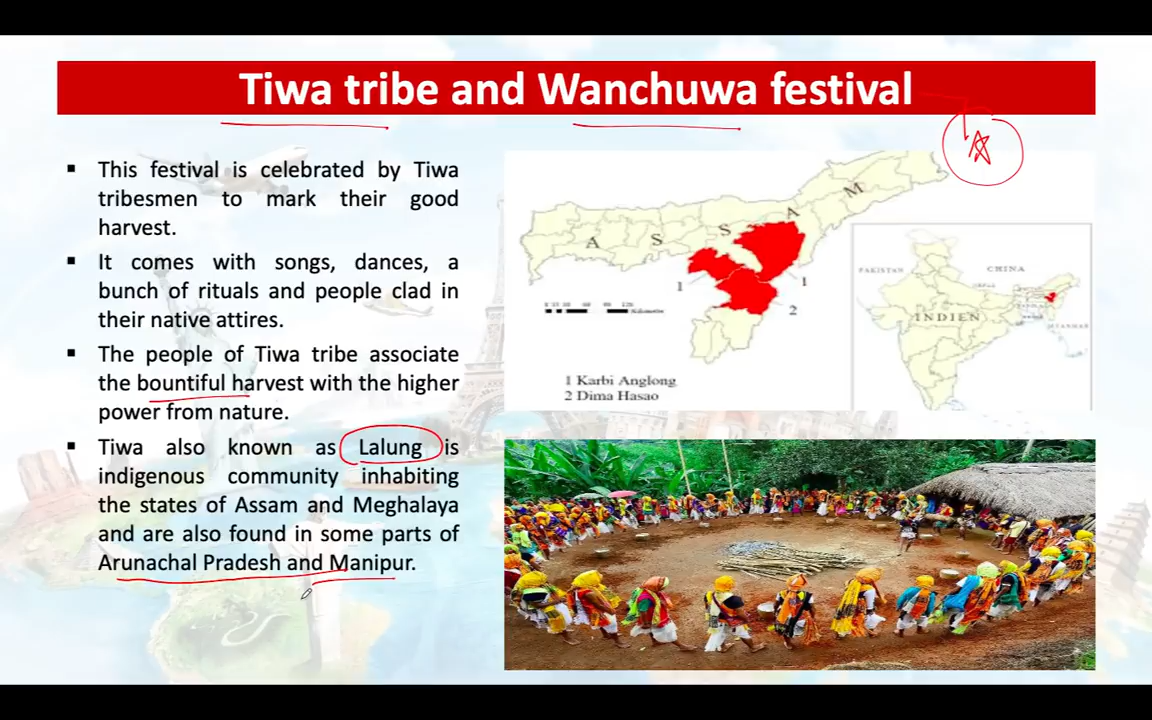 Tiwa tribe and Wanchuwa festival
▪ This festival is celebrated by Tiwa
tribesmen to mark their good
harvest.
▪ It comes with songs, dances, a
bunch of rituals and people clad in
their native attires.
▪ The people of Tiwa tribe associate
the bountiful harvest with the higher
power from nature.
▪ Tiwa also known as Lalung is
indigenous community inhabiting
the states of Assam and Meghalaya
and are also found in some parts of
Arunachal Pradesh and Manipur.
A S S A M
1
1
2
1 Karbi Anglong
2 Dima Hasao
PAKISTAN
CHINA
INDIEN